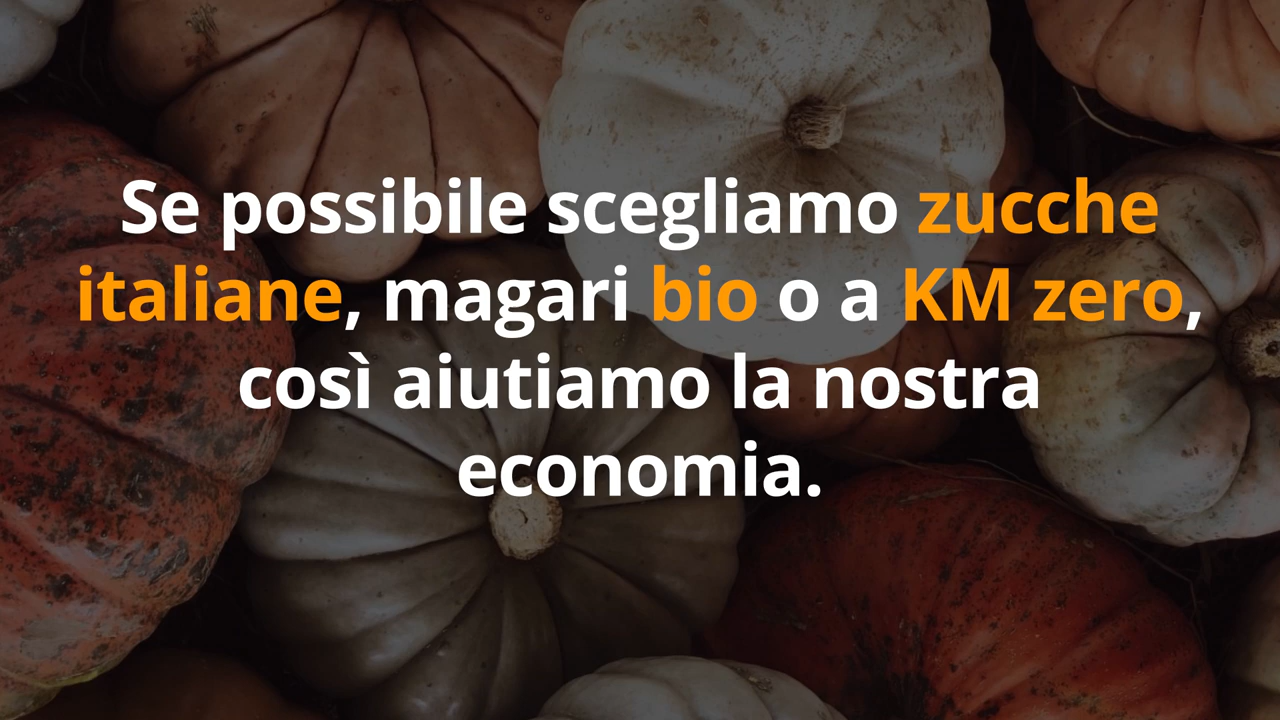 Se possibile scegliamo zucche
italiane, magari bio o a KM zero,
così aiutiamo la nostra
economia.